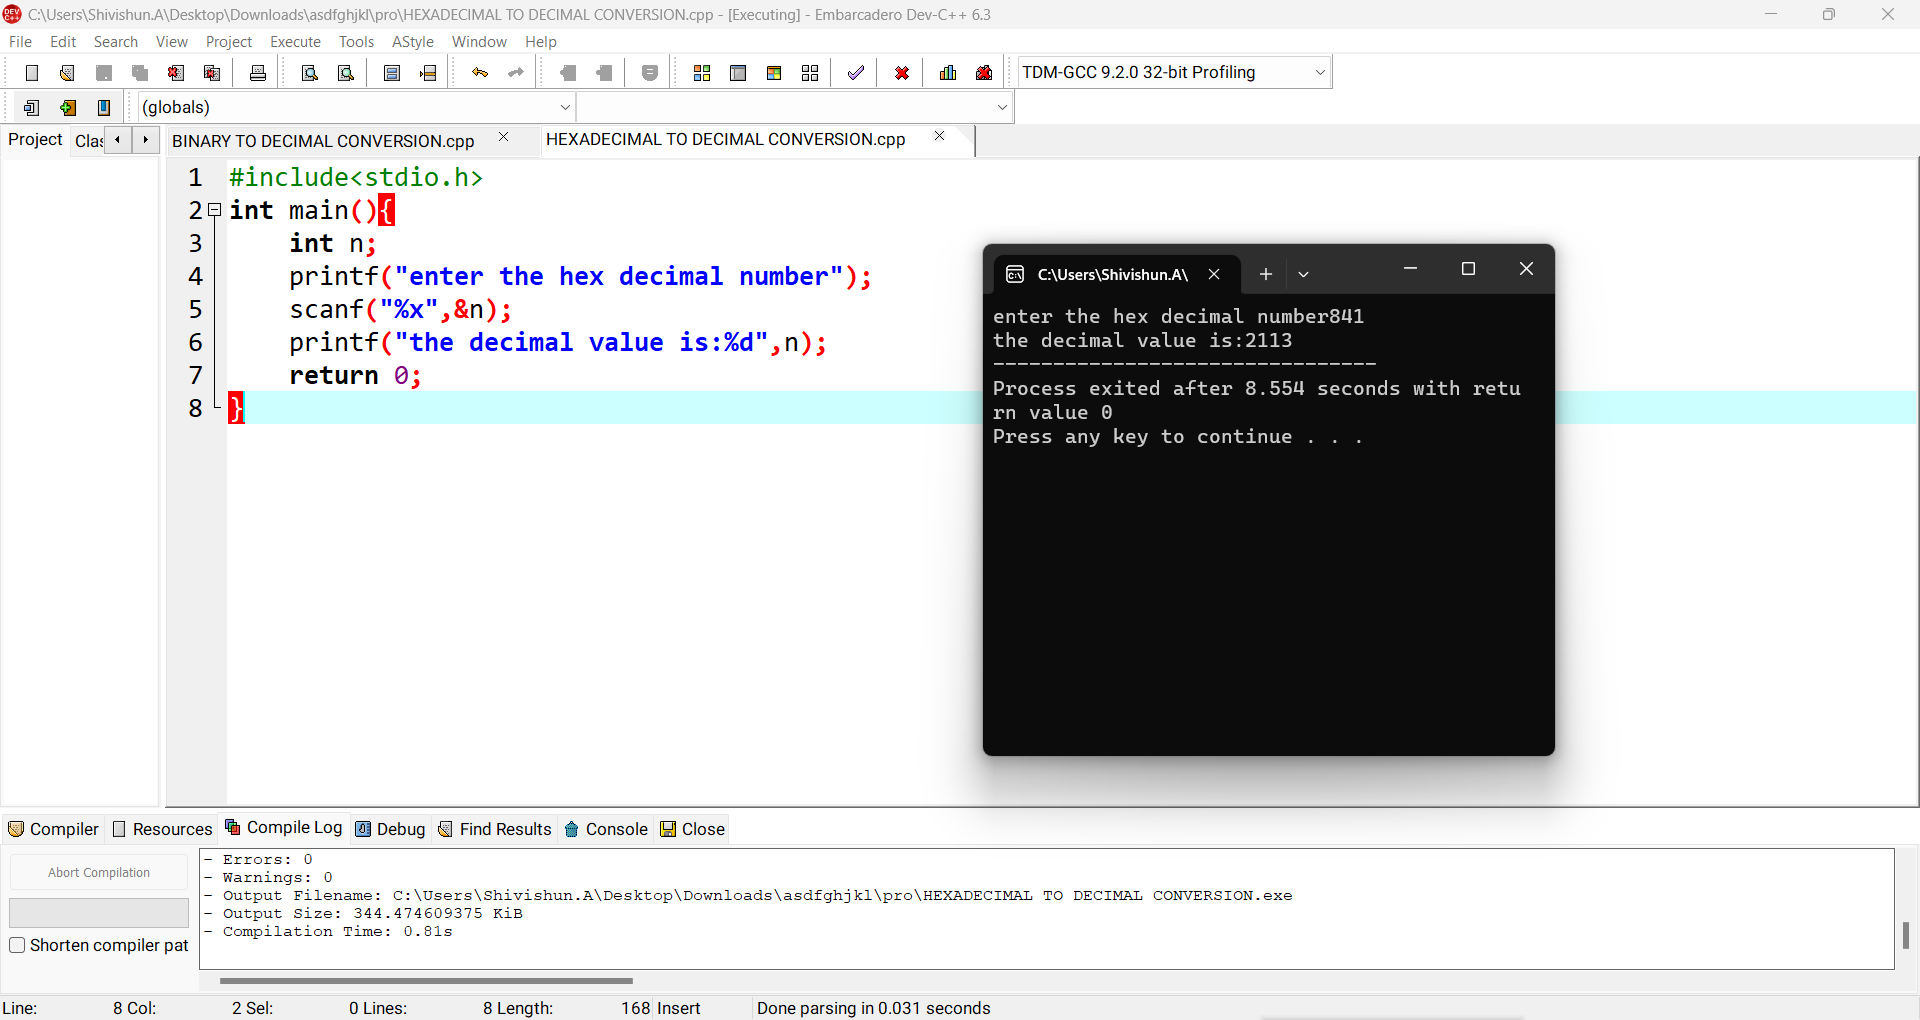 C:\Users\Shivishun.A\Desktop\Downloads\asdfghjkl\pro\HEXADECIMAL TO DECIMAL CONVERSION.cpp - [Executing] - Embarcadero Dev-C++ 6.3
File Edit Search View Project Execute Tools AStyle Window Help
TDM-GCC 9.2.0 32-bit Profiling
(globals)
Project Clas BINARY TO DECIMAL CONVERSION.cpp HEXADECIMAL TO DECIMAL CONVERSION.cpp
1 #include<stdio.h>
2 int main(){
3 int n;
4 printf("enter the hex decimal number");
5 scanf("%x",&n);
6 printf("the decimal value is:%d",n);
7 return 0;
8 }
C:\Users\Shivishun.A\
enter the hex decimal number841
the decimal value is:2113
--------------------------------
Process exited after 8.554 seconds with retu
rn value 0
Press any key to continue . . .
Compiler Resources Compile Log Debug Find Results Console Close
Abort Compilation
Shorten compiler pat
- Errors: 0
- Warnings: 0
- Output Filename: C:\Users\Shivishun.A\Desktop\Downloads\asdfghjkl\pro\HEXADECIMAL TO DECIMAL CONVERSION.exe
- Output Size: 344.474609375 KiB
- Compilation Time: 0.81s
Line: 8 Col: 2 Sel: 0 Lines: 8 Length: 168 Insert Done parsing in 0.031 seconds